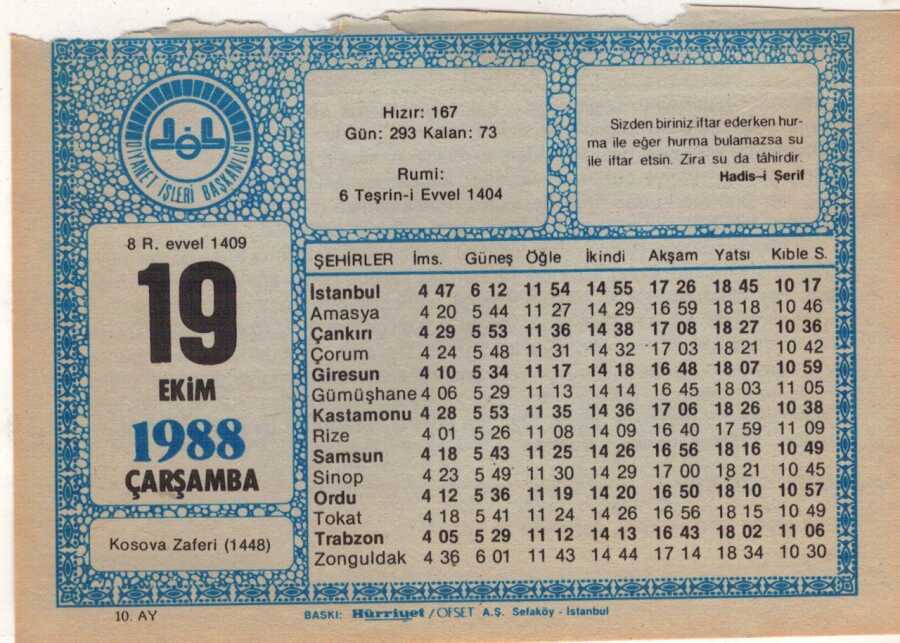 DİYANET İŞLERİ BAŞKANLIĞI
Hızır: 167
Gün: 293 Kalan: 73
Rumi:
6 Teşrin-i Evvel 1404
Sizden biriniz iftar ederken hur-
ma ile eğer hurma bulamazsa su
ile iftar etsin. Zira su da tâhirdir.
Hadis-i Şerif
8 R. evvel 1409
19
EKİM
1988
ÇARŞAMBA
Kosova Zaferi (1448)
ŞEHİRLER İms. Güneş Öğle İkindi Akşam Yatsı Kıble S.
İstanbul 4 47 6 12 11 54 14 55 17 26 18 45 10 17
Amasya 4 20 5 44 11 27 14 29 16 59 18 18 10 46
Çankırı 4 29 5 53 11 36 14 38 17 08 18 27 10 36
Çorum 4 24 5 48 11 31 14 32 17 03 18 21 10 42
Giresun 4 10 5 34 11 17 14 18 16 48 18 07 10 59
Gümüşhane 4 06 5 29 11 13 14 14 16 45 18 03 11 05
Kastamonu 4 28 5 53 11 35 14 36 17 06 18 26 10 38
Rize 4 01 5 26 11 08 14 09 16 40 17 59 11 09
Samsun 4 18 5 43 11 25 14 26 16 56 18 16 10 49
Sinop 4 23 5 49 11 30 14 29 17 00 18 21 10 45
Ordu 4 12 5 36 11 19 14 20 16 50 18 10 10 57
Tokat 4 18 5 41 11 24 14 26 16 56 18 15 10 49
Trabzon 4 05 5 29 11 12 14 13 16 43 18 02 11 06
Zonguldak 4 36 6 01 11 43 14 44 17 14 18 34 10 30
10. AY
BASKI: Hürriyet / OFSET A.Ş. Sefaköy - İstanbul